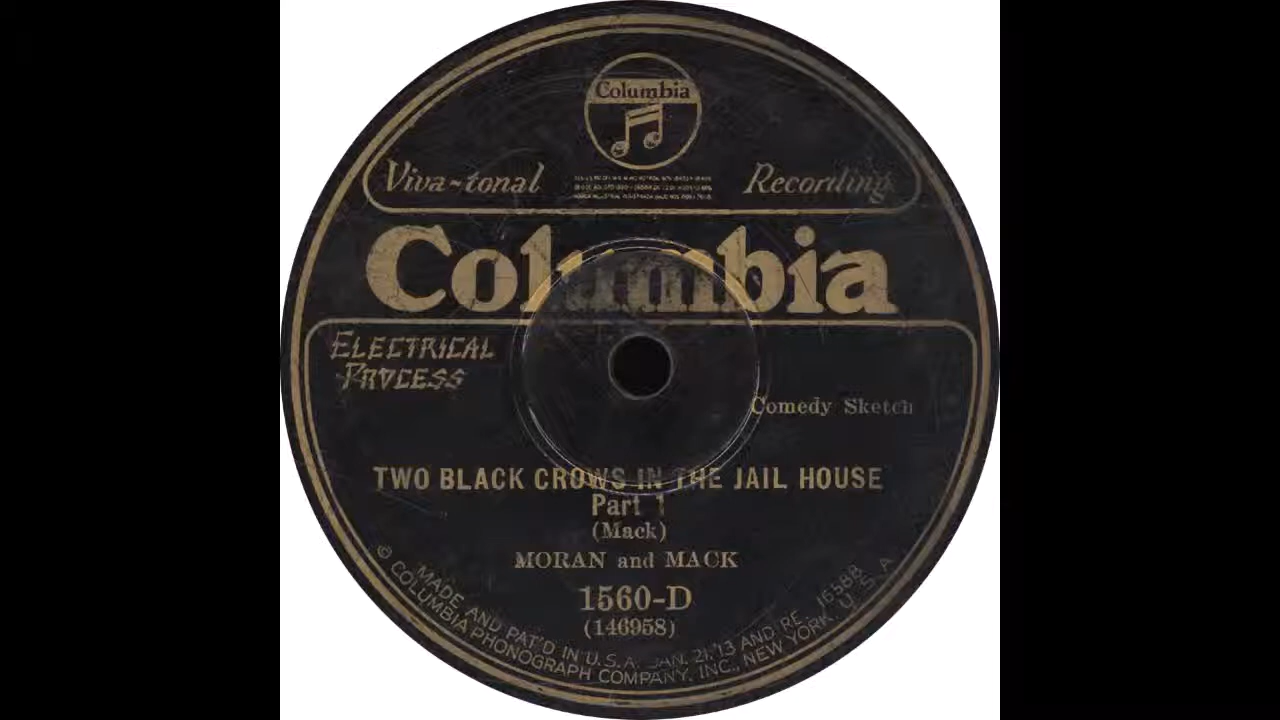 Columbia
Viva-tonal Recording
Columbia
ELECTRICAL
PROCESS
Comedy Sketch
TWO BLACK CROWS IN THE JAIL HOUSE
Part 1
(Mack)
MORAN and MACK
1560-D
(146958)
MADE AND PAT'D IN U.S.A. JAN. 21,'13 AND RE 16588
© COLUMBIA PHONOGRAPH COMPANY, INC., NEW YORK, U.S.A